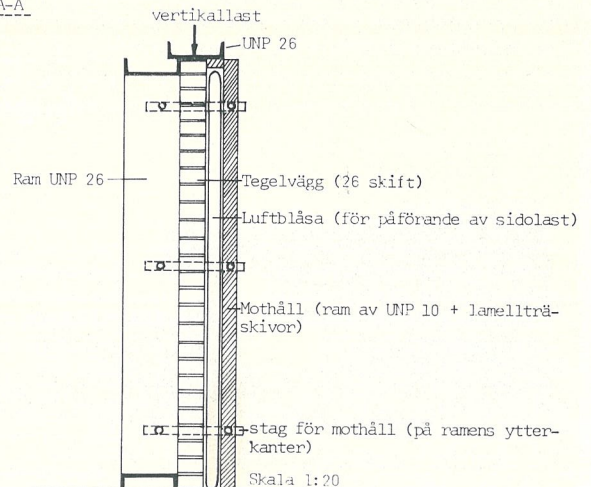 A-A
vertikallast
UNP 26
Ram UNP 26
Tegelvägg (26 skift)
Luftblåsa (för påförande av sidolast)
Mothåll (ram av UNP 10 + lamellträ-
skivor)
stag för mothåll (på ramens ytter-
kanter)
Skala 1:20